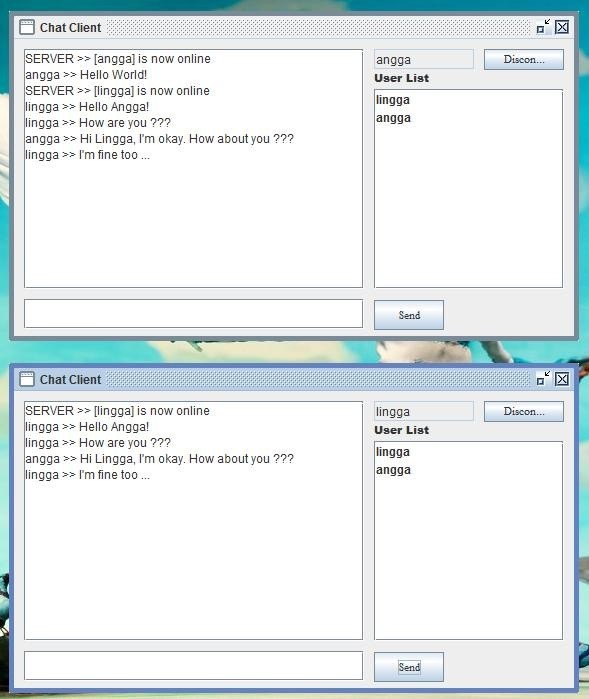 Chat Client
SERVER >> [angga] is now online
angga >> Hello World!
SERVER >> [lingga] is now online
lingga >> Hello Angga!
lingga >> How are you ???
angga >> Hi Lingga, I'm okay. How about you ???
lingga >> I'm fine too ...
angga
Discon...
User List
lingga
angga
Send
Chat Client
SERVER >> [lingga] is now online
lingga >> Hello Angga!
lingga >> How are you ???
angga >> Hi Lingga, I'm okay. How about you ???
lingga >> I'm fine too ...
lingga
Discon...
User List
lingga
angga
Send